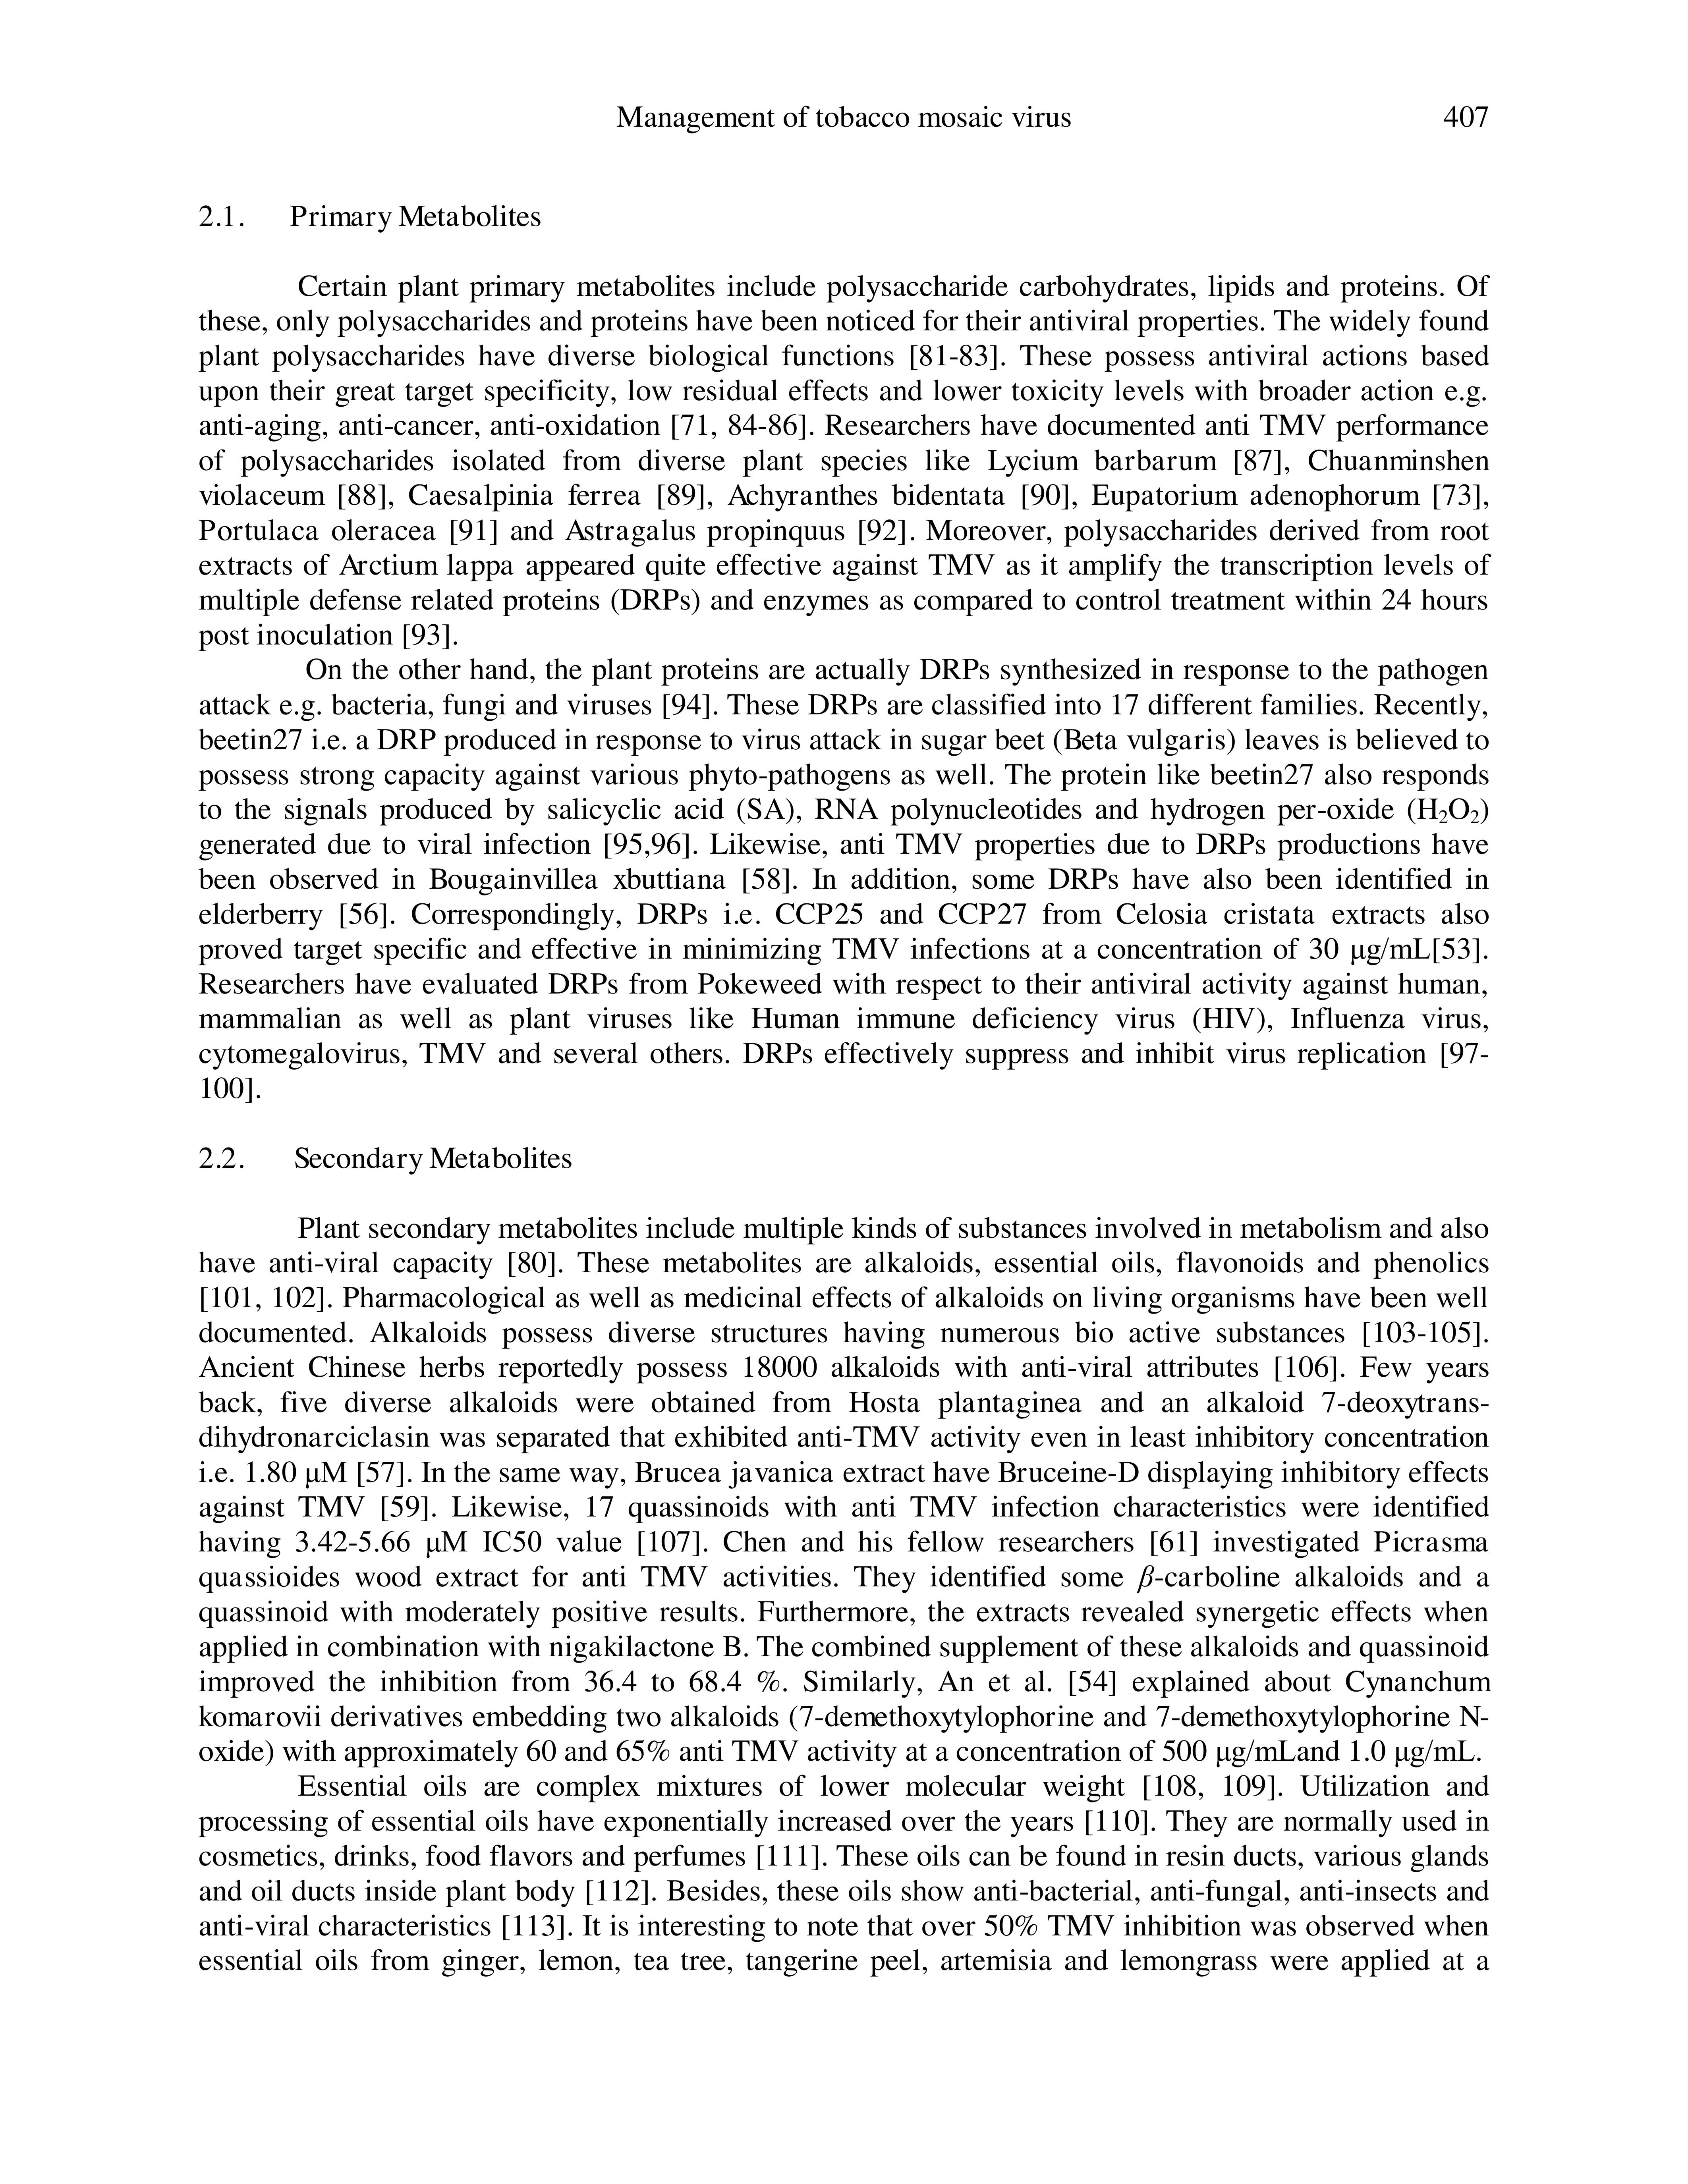 Management of tobacco mosaic virus 407
2.1. Primary Metabolites
Certain plant primary metabolites include polysaccharide carbohydrates, lipids and proteins. Of
these, only polysaccharides and proteins have been noticed for their antiviral properties. The widely found
plant polysaccharides have diverse biological functions [81-83]. These possess antiviral actions based
upon their great target specificity, low residual effects and lower toxicity levels with broader action e.g.
anti-aging, anti-cancer, anti-oxidation [71, 84-86]. Researchers have documented anti TMV performance
of polysaccharides isolated from diverse plant species like Lycium barbarum [87], Chuanminshen
violaceum [88], Caesalpinia ferrea [89], Achyranthes bidentata [90], Eupatorium adenophorum [73],
Portulaca oleracea [91] and Astragalus propinquus [92]. Moreover, polysaccharides derived from root
extracts of Arctium lappa appeared quite effective against TMV as it amplify the transcription levels of
multiple defense related proteins (DRPs) and enzymes as compared to control treatment within 24 hours
post inoculation [93].
On the other hand, the plant proteins are actually DRPs synthesized in response to the pathogen
attack e.g. bacteria, fungi and viruses [94]. These DRPs are classified into 17 different families. Recently,
beetin27 i.e. a DRP produced in response to virus attack in sugar beet (Beta vulgaris) leaves is believed to
possess strong capacity against various phyto-pathogens as well. The protein like beetin27 also responds
to the signals produced by salicyclic acid (SA), RNA polynucleotides and hydrogen per-oxide (H₂O₂)
generated due to viral infection [95,96]. Likewise, anti TMV properties due to DRPs productions have
been observed in Bougainvillea xbuttiana [58]. In addition, some DRPs have also been identified in
elderberry [56]. Correspondingly, DRPs i.e. CCP25 and CCP27 from Celosia cristata extracts also
proved target specific and effective in minimizing TMV infections at a concentration of 30 µg/mL[53].
Researchers have evaluated DRPs from Pokeweed with respect to their antiviral activity against human,
mammalian as well as plant viruses like Human immune deficiency virus (HIV), Influenza virus,
cytomegalovirus, TMV and several others. DRPs effectively suppress and inhibit virus replication [97-
100].
2.2. Secondary Metabolites
Plant secondary metabolites include multiple kinds of substances involved in metabolism and also
have anti-viral capacity [80]. These metabolites are alkaloids, essential oils, flavonoids and phenolics
[101, 102]. Pharmacological as well as medicinal effects of alkaloids on living organisms have been well
documented. Alkaloids possess diverse structures having numerous bio active substances [103-105].
Ancient Chinese herbs reportedly possess 18000 alkaloids with anti-viral attributes [106]. Few years
back, five diverse alkaloids were obtained from Hosta plantaginea and an alkaloid 7-deoxytrans-
dihydronarciclasin was separated that exhibited anti-TMV activity even in least inhibitory concentration
i.e. 1.80 µM [57]. In the same way, Brucea javanica extract have Bruceine-D displaying inhibitory effects
against TMV [59]. Likewise, 17 quassinoids with anti TMV infection characteristics were identified
having 3.42-5.66 µM IC50 value [107]. Chen and his fellow researchers [61] investigated Picrasma
quassioides wood extract for anti TMV activities. They identified some β-carboline alkaloids and a
quassinoid with moderately positive results. Furthermore, the extracts revealed synergetic effects when
applied in combination with nigakilactone B. The combined supplement of these alkaloids and quassinoid
improved the inhibition from 36.4 to 68.4 %. Similarly, An et al. [54] explained about Cynanchum
komarovii derivatives embedding two alkaloids (7-demethoxytylophorine and 7-demethoxytylophorine N-
oxide) with approximately 60 and 65% anti TMV activity at a concentration of 500 µg/mLand 1.0 µg/mL.
Essential oils are complex mixtures of lower molecular weight [108, 109]. Utilization and
processing of essential oils have exponentially increased over the years [110]. They are normally used in
cosmetics, drinks, food flavors and perfumes [111]. These oils can be found in resin ducts, various glands
and oil ducts inside plant body [112]. Besides, these oils show anti-bacterial, anti-fungal, anti-insects and
anti-viral characteristics [113]. It is interesting to note that over 50% TMV inhibition was observed when
essential oils from ginger, lemon, tea tree, tangerine peel, artemisia and lemongrass were applied at a